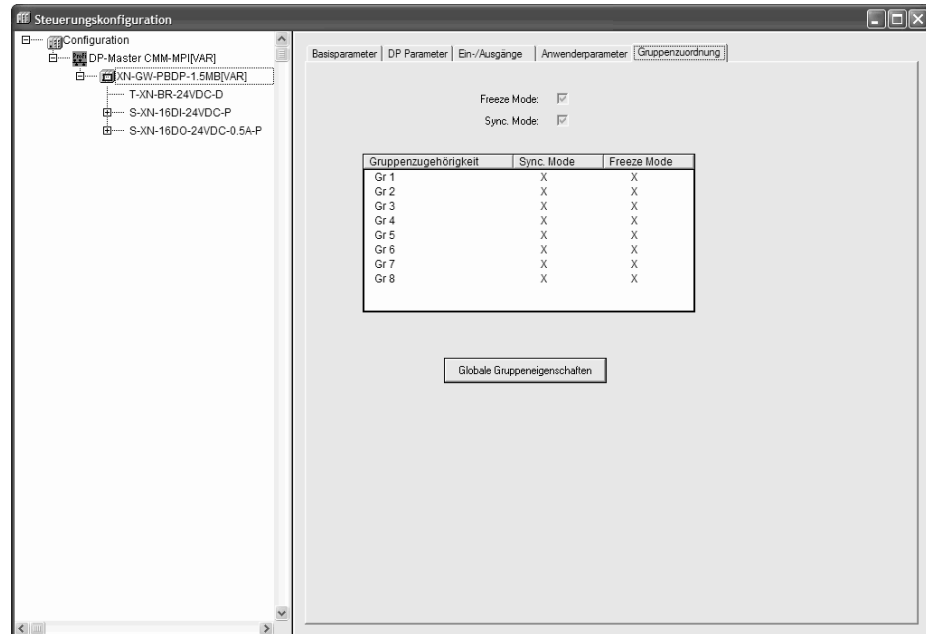 Steuerungskonfiguration
Configuration
DP-Master CMM-MPI[VAR]
XN-GW-PBDP-1.5MB[VAR]
T-XN-BR-24VDC-D
S-XN-16DI-24VDC-P
S-XN-16DO-24VDC-0.5A-P
Basisparameter DP Parameter Ein-/Ausgänge Anwenderparameter Gruppenzuordnung
Freeze Mode:
Sync. Mode:
Gruppenzugehörigkeit Sync. Mode Freeze Mode
Gr 1 X X
Gr 2 X X
Gr 3 X X
Gr 4 X X
Gr 5 X X
Gr 6 X X
Gr 7 X X
Gr 8 X X
Globale Gruppeneigenschaften